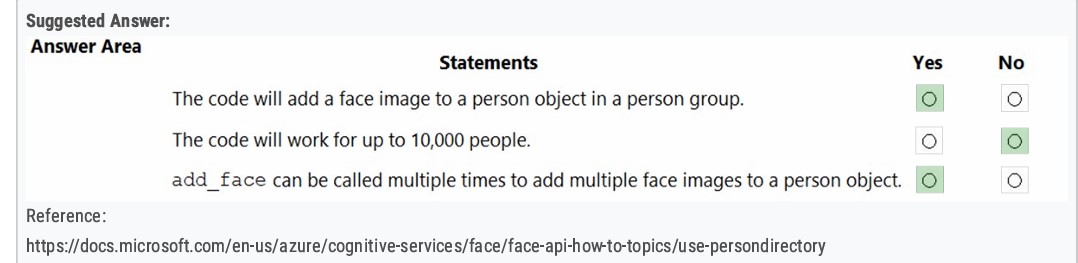 Suggested Answer:
Answer Area
Statements Yes No
The code will add a face image to a person object in a person group.
The code will work for up to 10,000 people.
add_face can be called multiple times to add multiple face images to a person object.
Reference:
https://docs.microsoft.com/en-us/azure/cognitive-services/face/face-api-how-to-topics/use-persondirectory